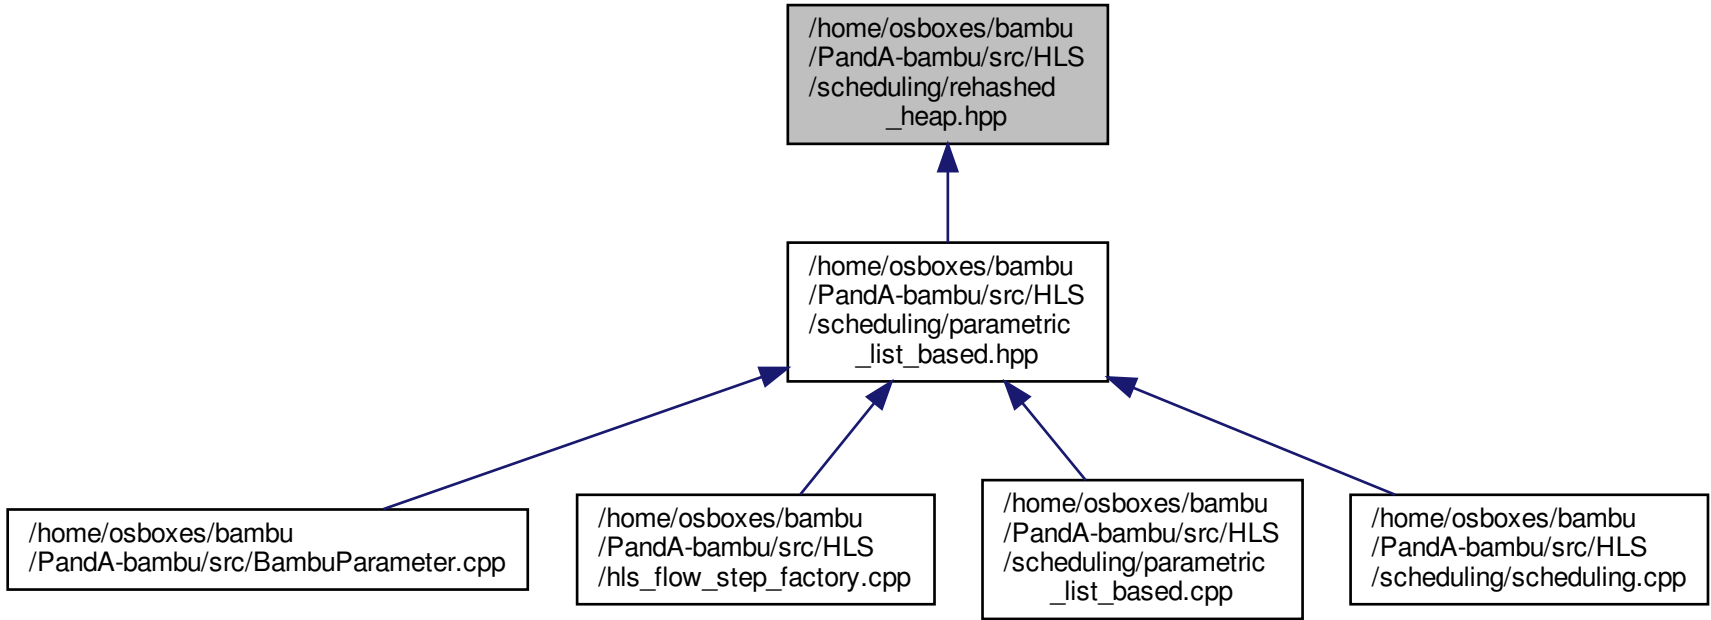 /home/osboxes/bambu
/PandA-bambu/src/HLS
/scheduling/rehashed
_heap.hpp
/home/osboxes/bambu
/PandA-bambu/src/HLS
/scheduling/parametric
_list_based.hpp
/home/osboxes/bambu
/PandA-bambu/src/BambuParameter.cpp
/home/osboxes/bambu
/PandA-bambu/src/HLS
/hls_flow_step_factory.cpp
/home/osboxes/bambu
/PandA-bambu/src/HLS
/scheduling/parametric
_list_based.cpp
/home/osboxes/bambu
/PandA-bambu/src/HLS
/scheduling/scheduling.cpp